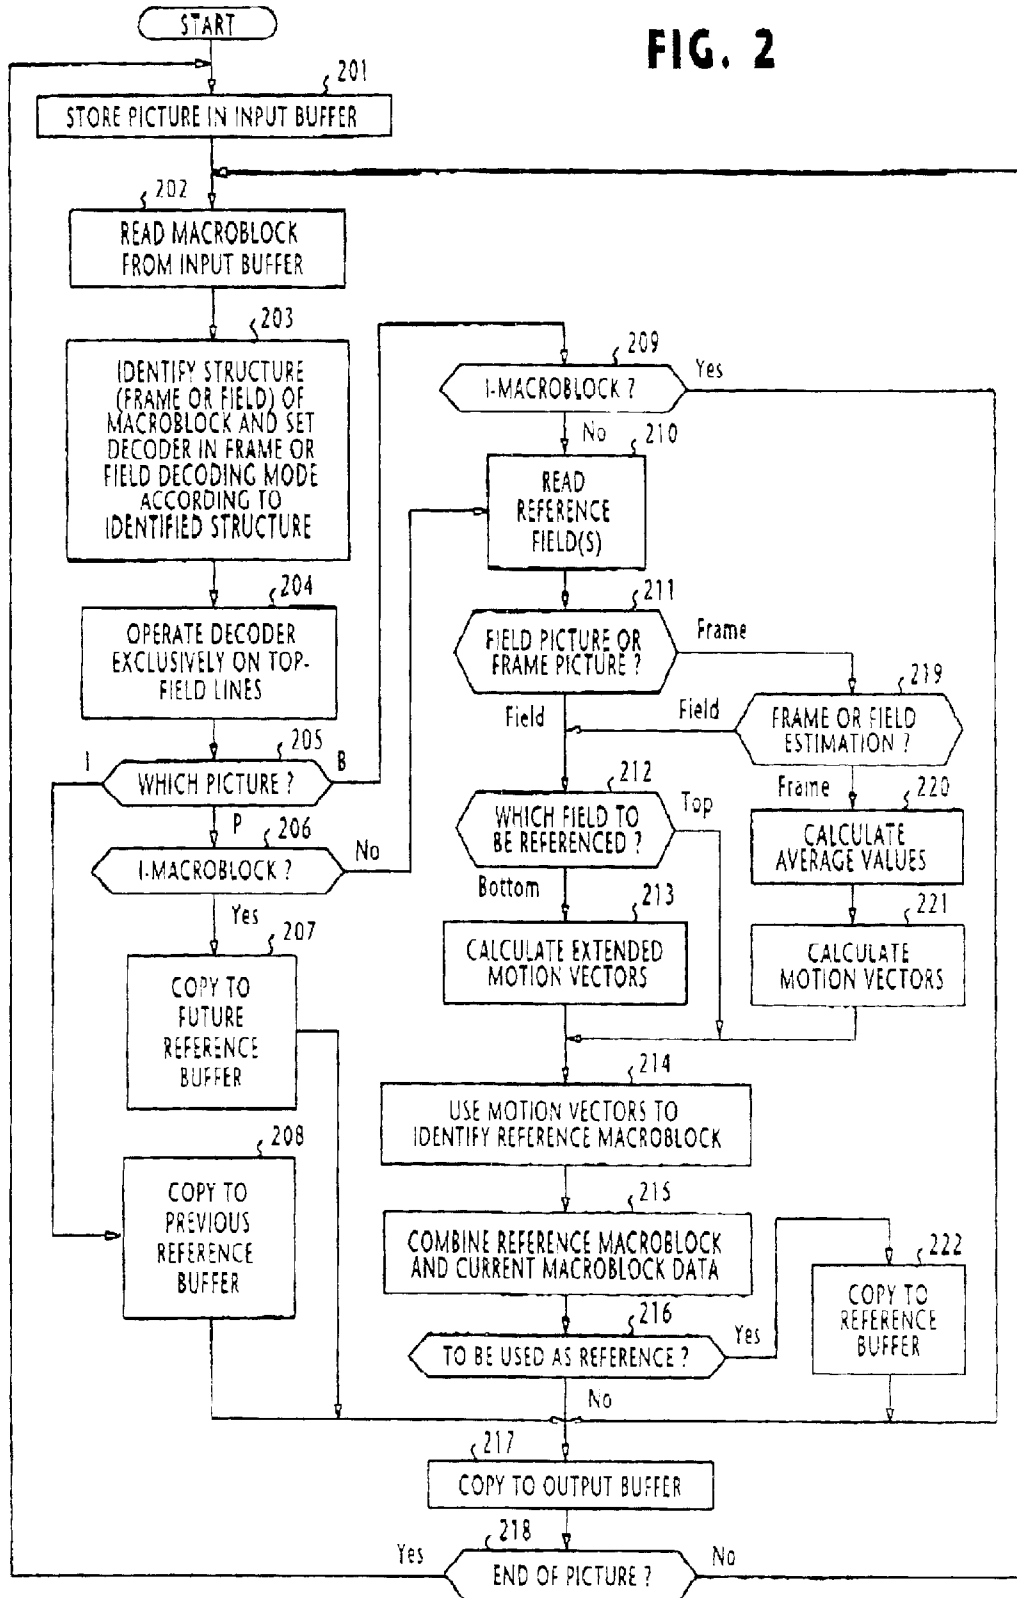 FIG. 2
START
201
STORE PICTURE IN INPUT BUFFER
202
READ MACROBLOCK
FROM INPUT BUFFER
203
IDENTIFY STRUCTURE
(FRAME OR FIELD) OF
MACROBLOCK AND SET
DECODER IN FRAME OR
FIELD DECODING MODE
ACCORDING TO
IDENTIFIED STRUCTURE
204
OPERATE DECODER
EXCLUSIVELY ON TOP-
FIELD LINES
205
I
WHICH PICTURE ?
B
P
206
I-MACROBLOCK ?
No
Yes
207
COPY TO
FUTURE
REFERENCE
BUFFER
208
COPY TO
PREVIOUS
REFERENCE
BUFFER
209
I-MACROBLOCK ?
Yes
No
210
READ
REFERENCE
FIELD(S)
211
FIELD PICTURE OR
FRAME PICTURE ?
Frame
Field
219
Field
FRAME OR FIELD
ESTIMATION ?
Frame
212
WHICH FIELD TO
BE REFERENCED ?
Top
Bottom
220
CALCULATE
AVERAGE VALUES
213
CALCULATE EXTENDED
MOTION VECTORS
221
CALCULATE
MOTION VECTORS
214
USE MOTION VECTORS TO
IDENTIFY REFERENCE MACROBLOCK
215
COMBINE REFERENCE MACROBLOCK
AND CURRENT MACROBLOCK DATA
216
TO BE USED AS REFERENCE ?
Yes
No
222
COPY TO
REFERENCE
BUFFER
217
COPY TO OUTPUT BUFFER
218
Yes
END OF PICTURE ?
No